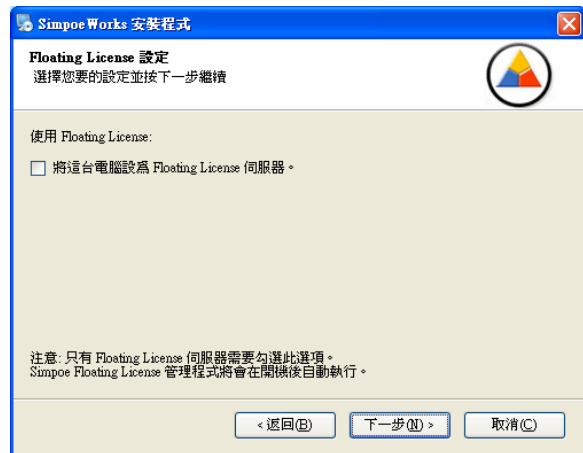 SimpoeWorks 安裝程式
Floating License 設定
選擇您要的設定並按下一步繼續
使用 Floating License:
將這台電腦設爲 Floating License 伺服器。
注意: 只有 Floating License 伺服器需要勾選此選項。
Simpoe Floating License 管理程式將會在開機後自動執行。
<返回(B) 下一步(N) > 取消(C)